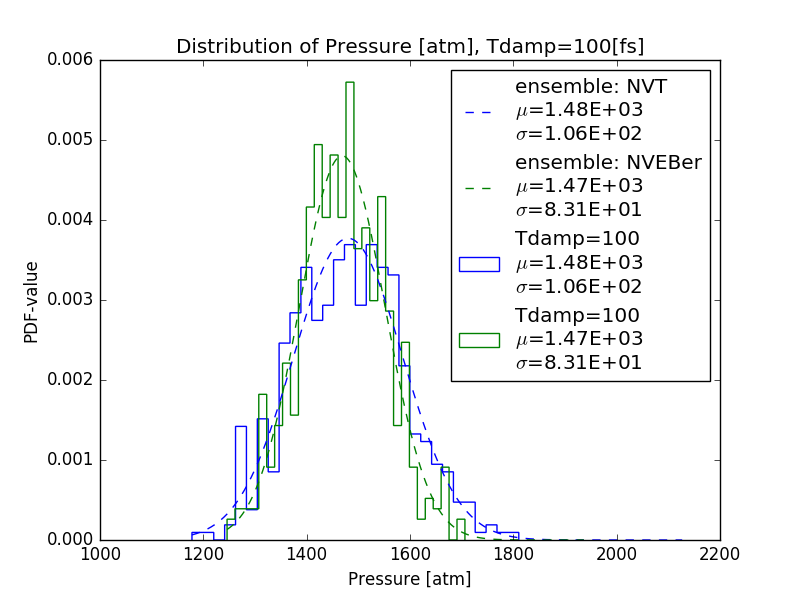 Distribution of Pressure [atm], Tdamp=100[fs]
0.006
0.005
0.004
0.003
0.002
0.001
0.000
PDF-value
1000 1200 1400 1600 1800 2000 2200
Pressure [atm]
ensemble: NVT
μ=1.48E+03
σ=1.06E+02
ensemble: NVEBer
μ=1.47E+03
σ=8.31E+01
Tdamp=100
μ=1.48E+03
σ=1.06E+02
Tdamp=100
μ=1.47E+03
σ=8.31E+01